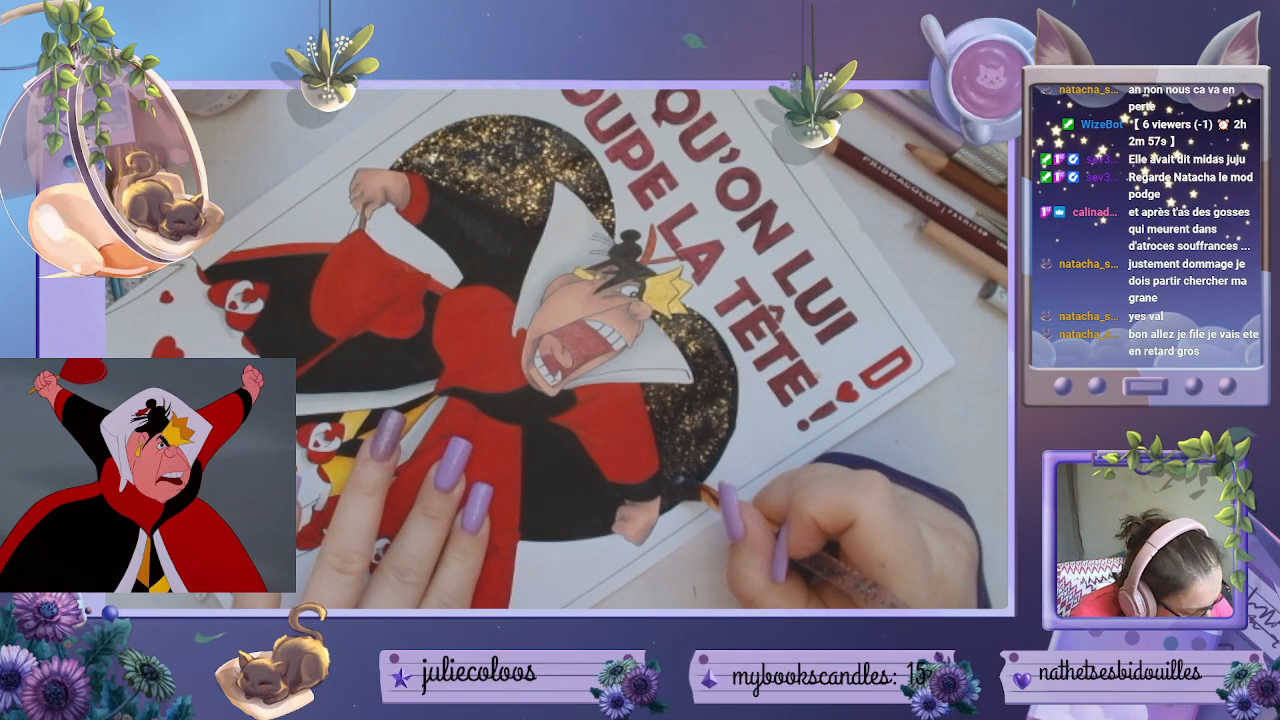 QU'ON LUI
OUPE LA
TÊTE !
D
PRISMACOLOR
natacha_s... ah non nous ca va en
perte
WizeBot 【 6 viewers (-1) ⏰ 2h
2m 57s 】
sev3... Elle avait dit midas juju
sev3... Regarde Natacha le mod
podge
calinad... et après t'as des gosses
qui meurent dans
d'atroces souffrances ...
natacha_s... justement dommage je
dois partir chercher ma
grane
natacha_s... yes val
natacha_s... bon allez je file je vais ete
en retard gros
juliecoloos
mybookscandles: 15
nathetsesbidouilles